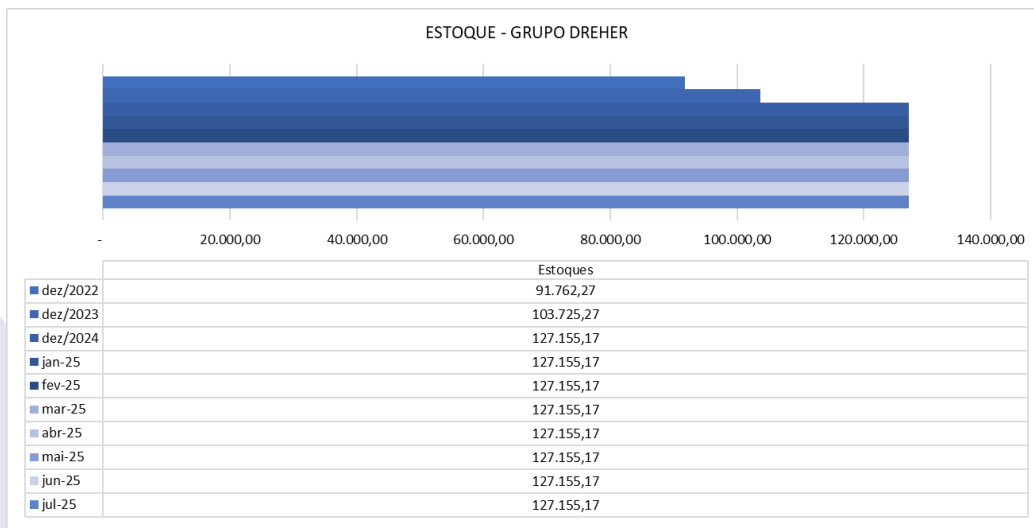 ESTOQUE - GRUPO DREHER
- 20.000,00 40.000,00 60.000,00 80.000,00 100.000,00 120.000,00 140.000,00
Estoques
dez/2022 91.762,27
dez/2023 103.725,27
dez/2024 127.155,17
jan-25 127.155,17
fev-25 127.155,17
mar-25 127.155,17
abr-25 127.155,17
mai-25 127.155,17
jun-25 127.155,17
jul-25 127.155,17